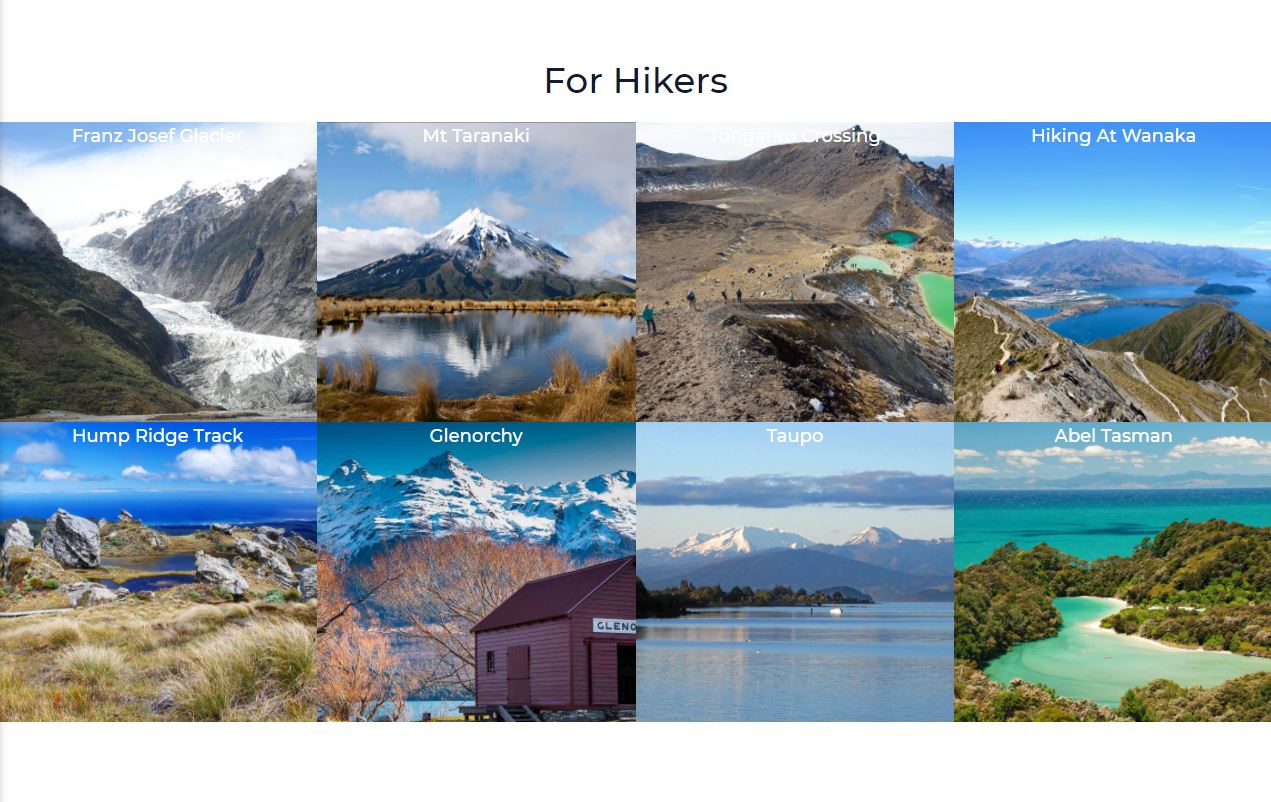 For Hikers
Franz Josef Glacier
Mt Taranaki
Tongariro Crossing
Hiking At Wanaka
Hump Ridge Track
Glenorchy
Taupo
Abel Tasman
GLENO